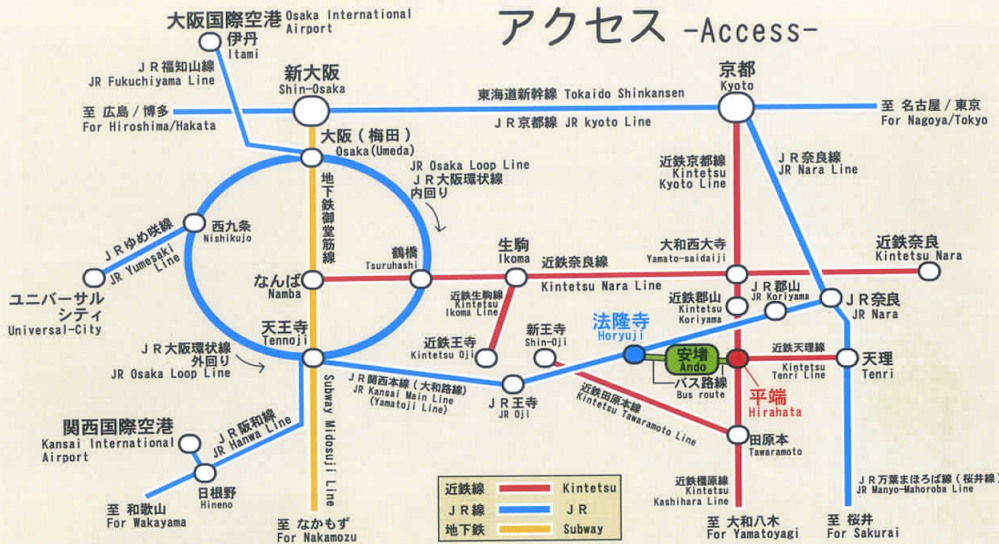 アクセス -Access-
大阪国際空港 Osaka International
Airport
伊丹
Itami
JR福知山線
JR Fukuchiyama Line
新大阪
Shin-Osaka
京都
Kyoto
至 広島/博多
For Hiroshima/Hakata
東海道新幹線 Tokaido Shinkansen
JR京都線 JR kyoto Line
至 名古屋/東京
For Nagoya/Tokyo
大阪(梅田)
Osaka(Umeda)
JR Osaka Loop Line
JR大阪環状線
内回り
地下鉄御堂筋線
近鉄京都線
Kintetsu
Kyoto Line
JR奈良線
JR Nara Line
西九条
Nishikujo
JRゆめ咲線
JR Yumesaki
Line
ユニバーサル
シティ
Universal-City
なんば
Namba
鶴橋
Tsuruhashi
生駒
Ikoma
近鉄奈良線
Kintetsu Nara Line
大和西大寺
Yamato-saidaiji
近鉄奈良
Kintetsu Nara
近鉄生駒線
Kintetsu
Ikoma Line
近鉄郡山
Kintetsu
Koriyama
JR郡山
JR Koriyama
JR奈良
JR Nara
天王寺
Tennoji
近鉄王寺
Kintetsu Oji
新王寺
Shin-Oji
法隆寺
Horyuji
安堵
Ando
バス路線
Bus route
近鉄天理線
Kintetsu
Tenri Line
天理
Tenri
平端
Hirahata
JR大阪環状線
外回り
JR Osaka Loop Line
JR関西本線(大和路線)
JR Kansai Main Line
(Yamatoji Line)
JR王寺
JR Oji
近鉄田原本線
Kintetsu Tawaramoto Line
田原本
Tawaramoto
関西国際空港
Kansai International
Airport
JR阪和線
JR Hanwa Line
日根野
Hineno
Subway Midosuji Line
至 和歌山
For Wakayama
至 なかもず
For Nakamozu
近鉄線 Kintetsu
JR線 JR
地下鉄 Subway
近鉄橿原線
Kintetsu
Kashihara Line
至 大和八木
For Yamatoyagi
JR万葉まほろば線(桜井線)
JR Manyo-Mahoroba Line
至 桜井
For Sakurai